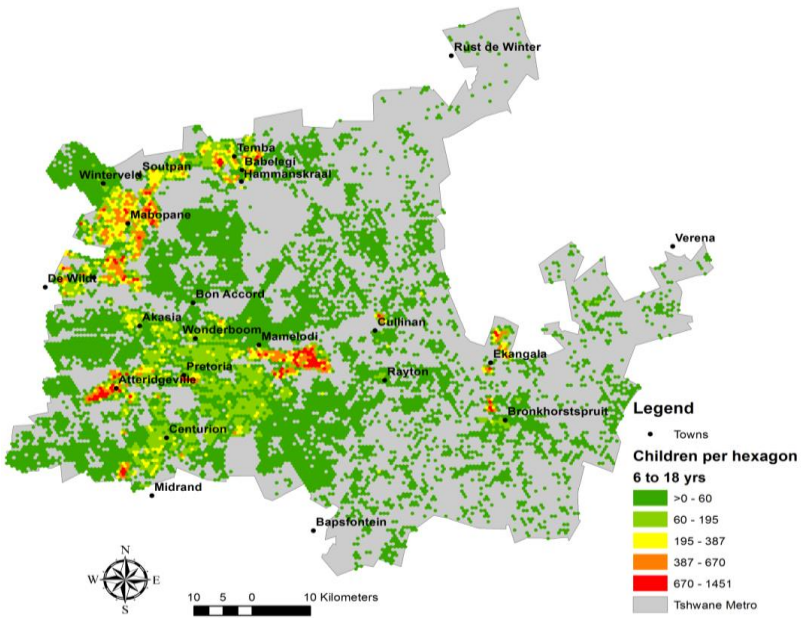 Rust de Winter
Temba
Babelegi
Soutpan
Winterveld
Hammanskraal
Mabopane
Verena
De Wildt
Bon Accord
Akasia
Cullinan
Wonderboom
Mamelodi
Ekangala
Pretoria
Rayton
Atteridgeville
Bronkhorstspruit
Centurion
Midrand
Bapsfontein
Legend
Towns
Children per hexagon
6 to 18 yrs
>0 - 60
60 - 195
195 - 387
387 - 670
670 - 1451
Tshwane Metro
N
W E
S
10 5 0 10 Kilometers